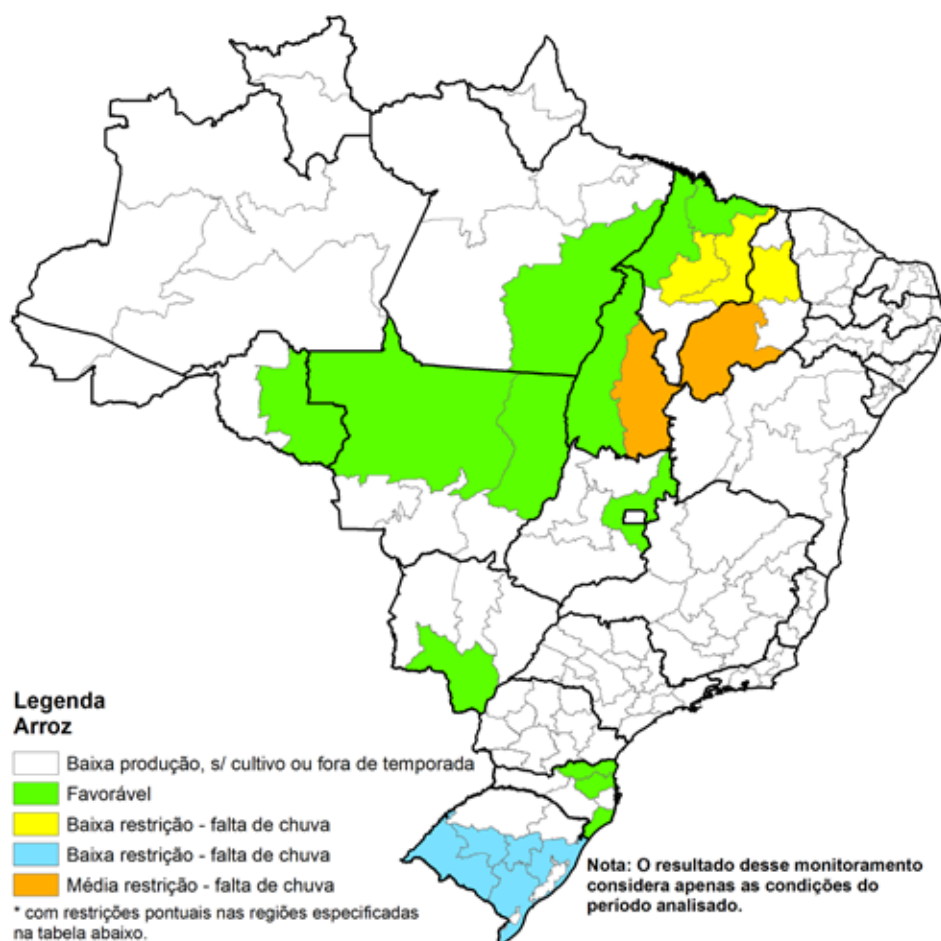 Legenda
Arroz
Baixa produção, s/ cultivo ou fora de temporada
Favorável
Baixa restrição - falta de chuva
Baixa restrição - falta de chuva
Média restrição - falta de chuva
* com restrições pontuais nas regiões especificadas
na tabela abaixo.
Nota: O resultado desse monitoramento
considera apenas as condições do
período analisado.